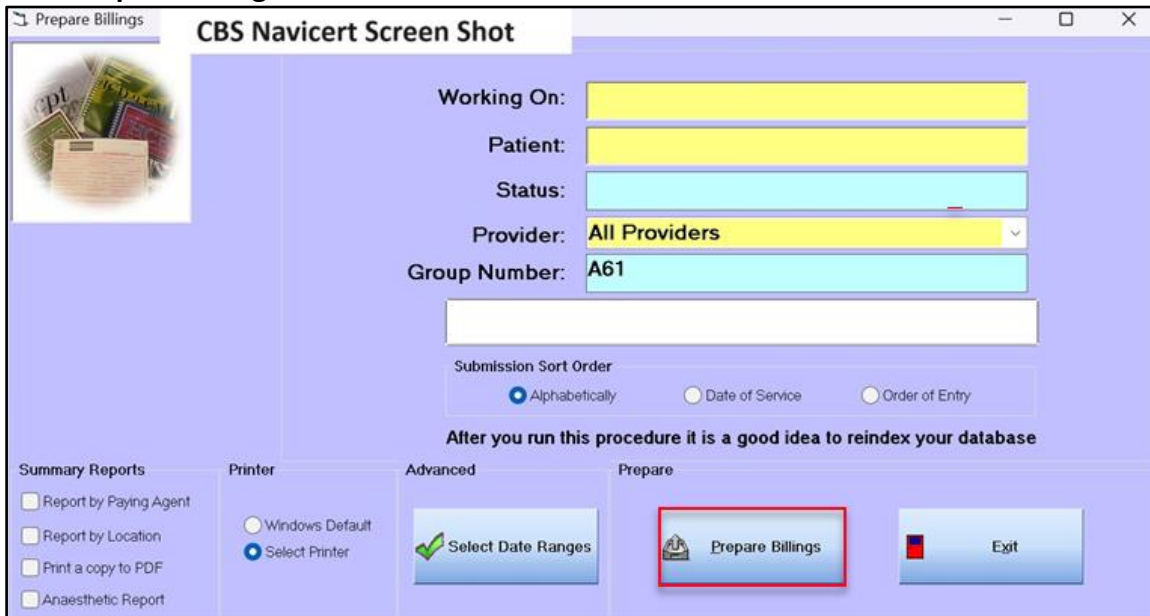 Prepare Billings
CBS Navicert Screen Shot
cpt
Working On:
Patient:
Status:
Provider: All Providers
Group Number: A61
Submission Sort Order
Alphabetically Date of Service Order of Entry
After you run this procedure it is a good idea to reindex your database
Summary Reports Printer Advanced Prepare
Report by Paying Agent
Report by Location
Print a copy to PDF
Anaesthetic Report
Windows Default
Select Printer
Select Date Ranges
Prepare Billings
Exit